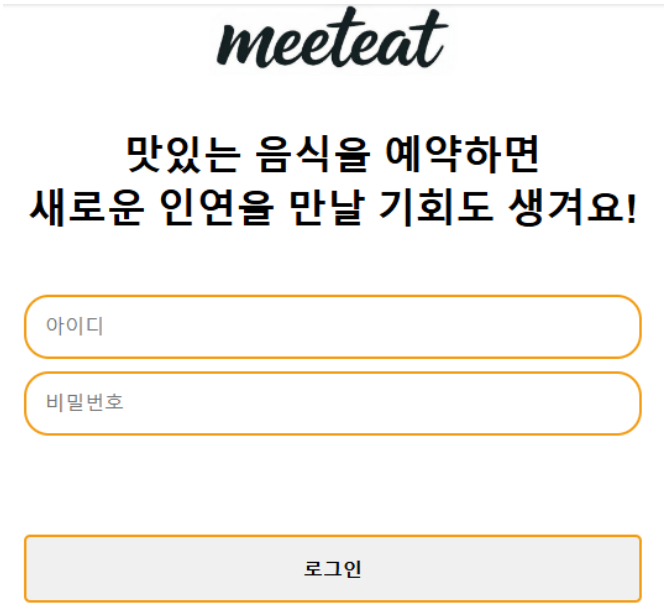 meeteat
맛있는 음식을 예약하면
새로운 인연을 만날 기회도 생겨요!
아이디
비밀번호
로그인